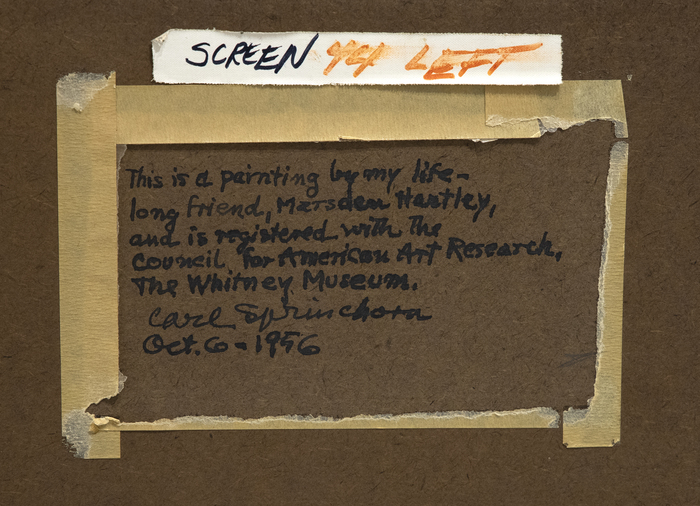 SCREEN 44 LEFT
This is a painting by my life-
long friend, Marsden Hartley,
and is registered with the
Council for American Art Research,
The Whitney Museum.
Carl Sprinchorn
Oct. 6 - 1956